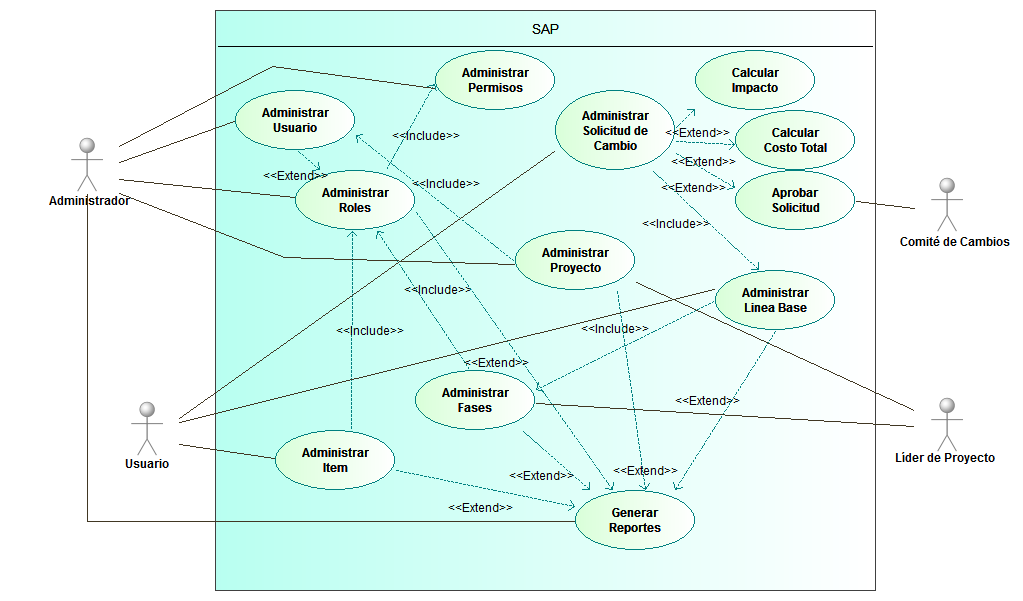 SAP
Administrar
Permisos
Calcular
Impacto
Administrar
Usuario
Administrar
Solicitud de
Cambio
<<Include>>
<<Extend>>
Calcular
Costo Total
<<Extend>>
<<Extend>>
<<Include>>
<<Extend>>
Administrar
Roles
Aprobar
Solicitud
Administrador
Comité de Cambios
<<Include>>
Administrar
Proyecto
<<Include>>
Administrar
Linea Base
<<Include>>
<<Include>>
<<Extend>>
Administrar
Fases
<<Extend>>
Usuario
Líder de Proyecto
Administrar
Item
<<Extend>>
<<Extend>>
<<Extend>>
Generar
Reportes